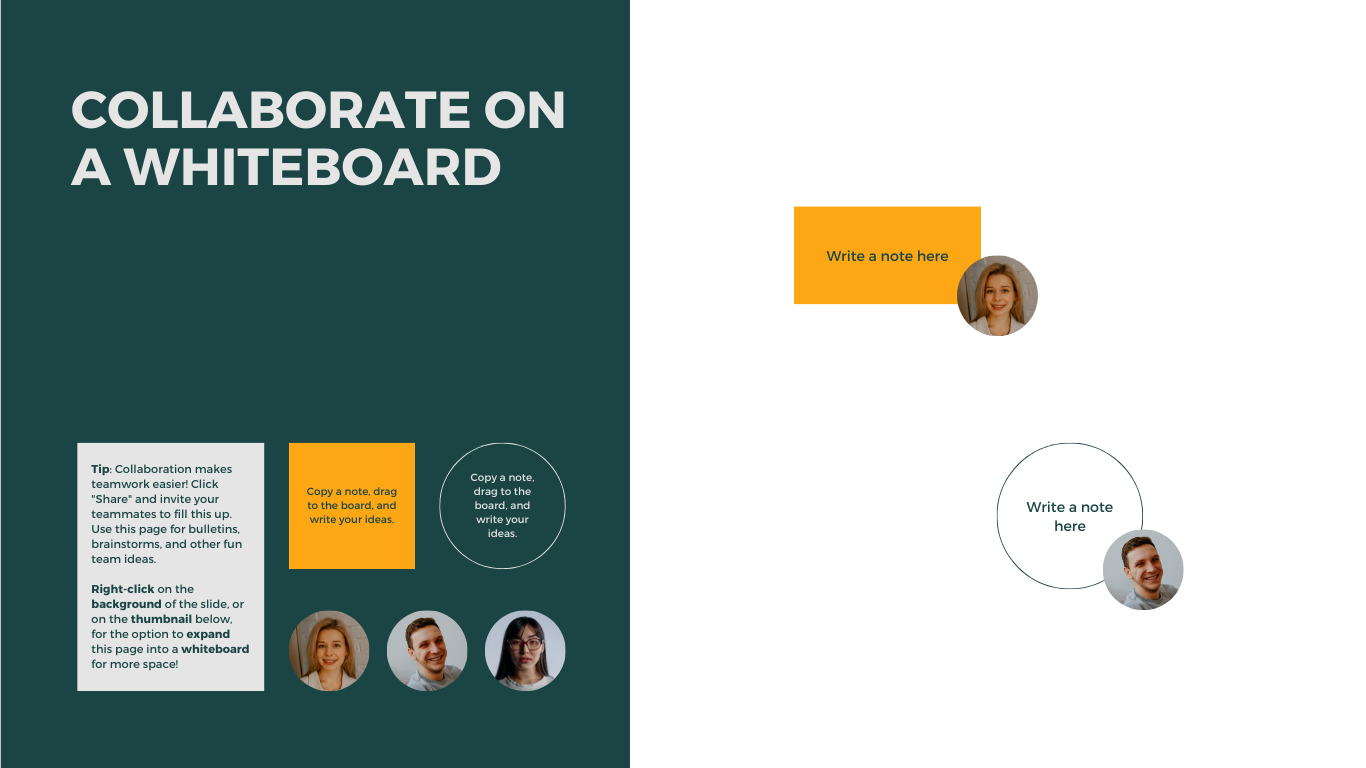 COLLABORATE ON
A WHITEBOARD
Tip: Collaboration makes
teamwork easier! Click
"Share" and invite your
teammates to fill this up.
Use this page for bulletins,
brainstorms, and other fun
team ideas.
Right-click on the
background of the slide, or
on the thumbnail below,
for the option to expand
this page into a whiteboard
for more space!
Copy a note, drag
to the board, and
write your ideas.
Copy a note,
drag to the
board, and
write your
ideas.
Write a note here
Write a note
here